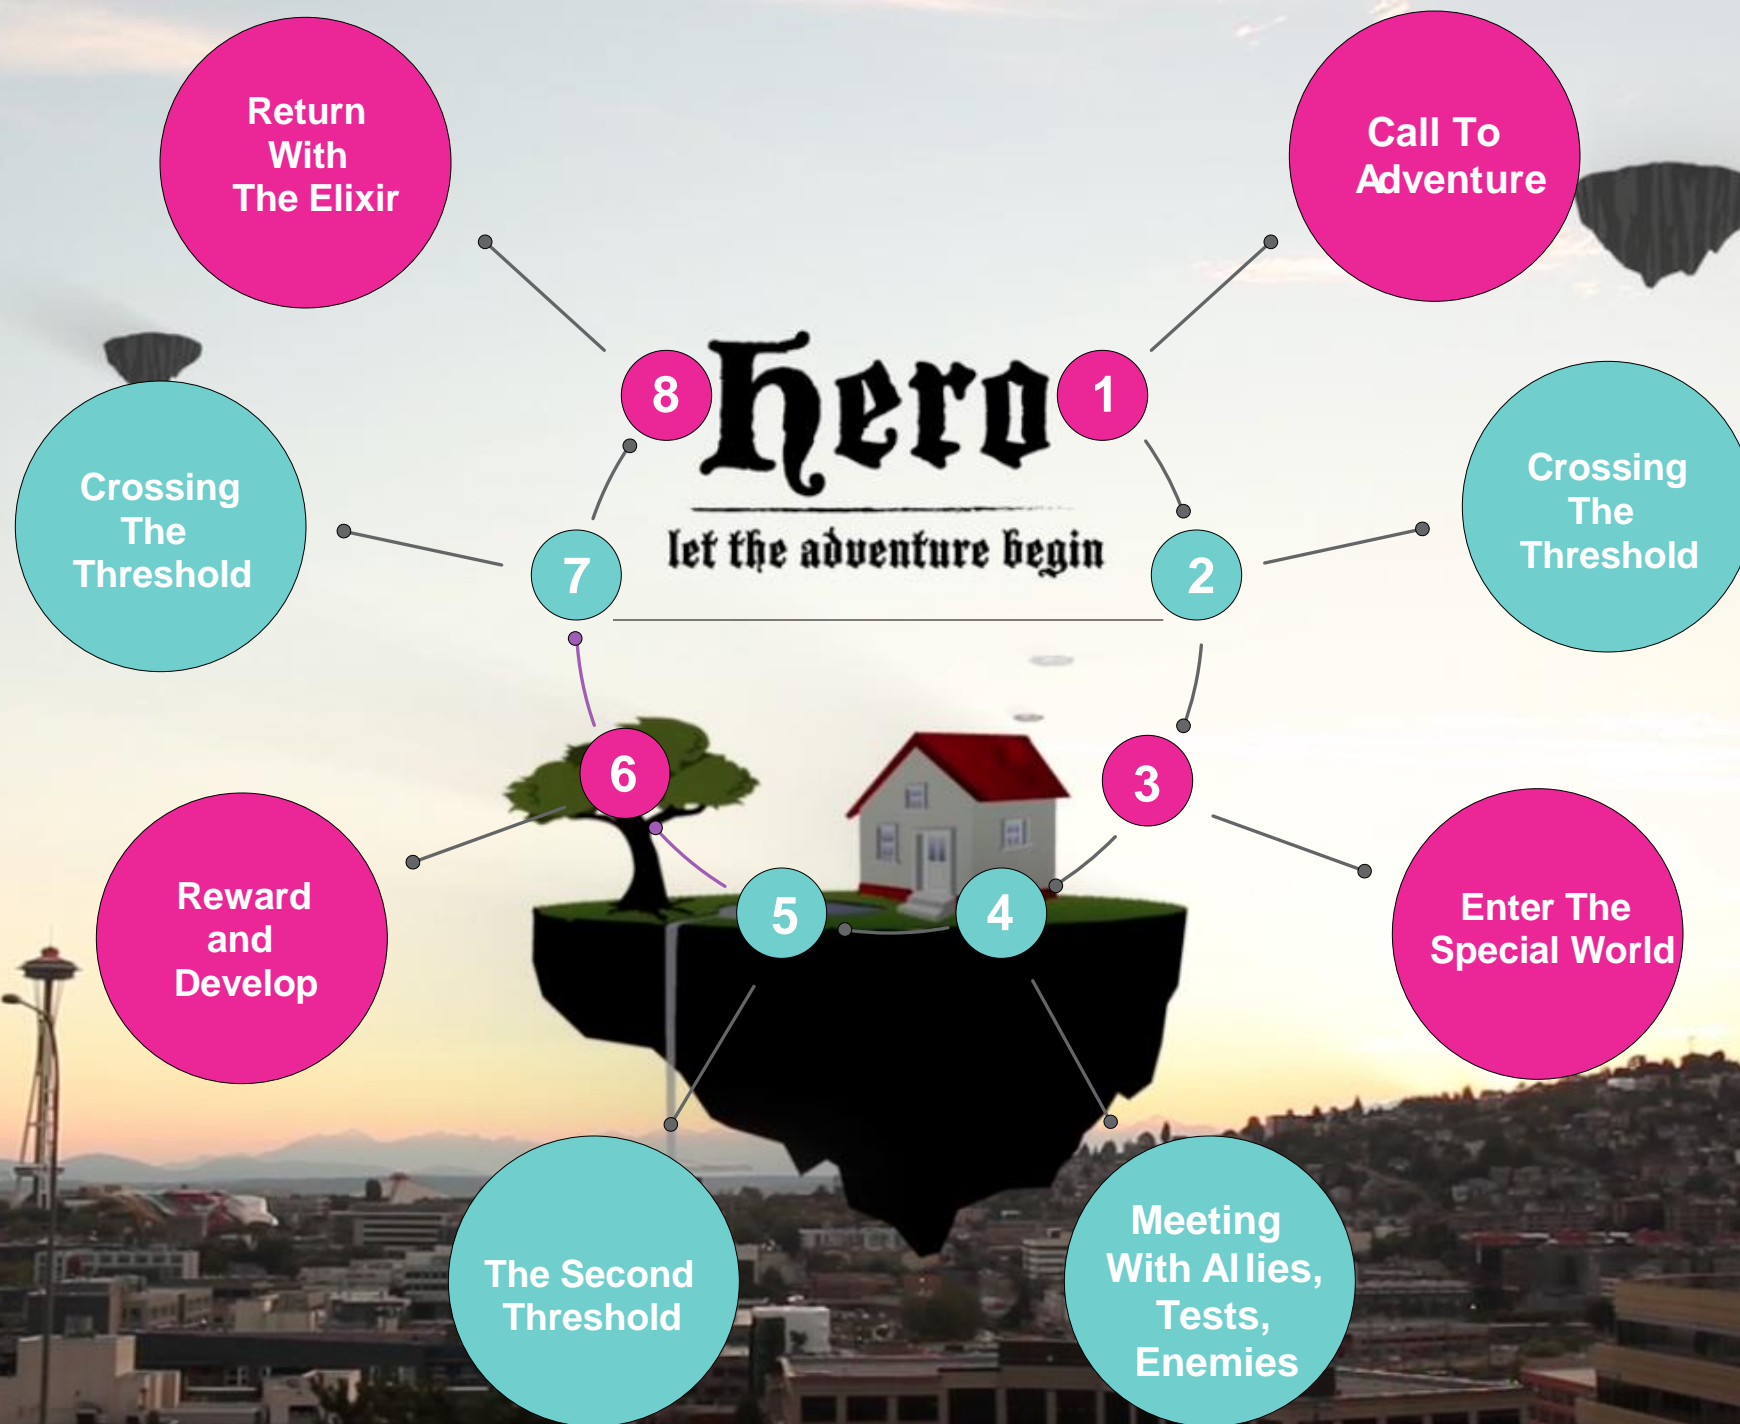 Return
With
The Elixir
Call To
Adventure
hero
let the adventure begin
8
1
Crossing
The
Threshold
7
2
Crossing
The
Threshold
6
3
Reward
and
Develop
5
4
Enter The
Special World
The Second
Threshold
Meeting
With Allies,
Tests,
Enemies